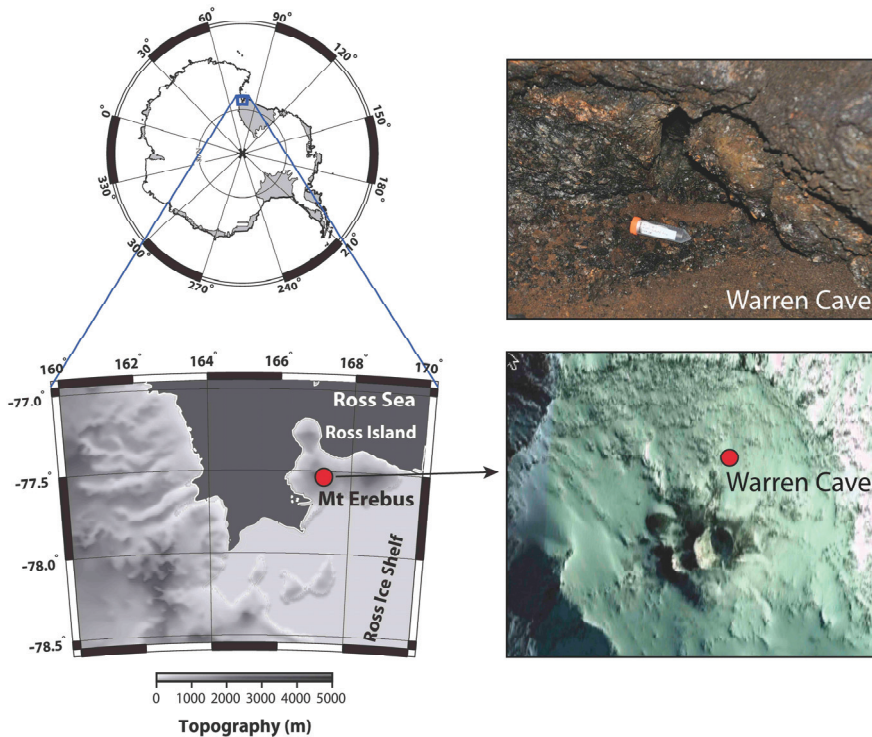 60°
90°
30°
120°
0°
150°
330°
180°
300°
210°
270°
240°
Warren Cave
160°
162°
164°
166°
168°
170°
-77.0°
Ross Sea
Ross Island
-77.5°
Mt Erebus
Warren Cave
-78.0°
Ross Ice Shelf
-78.5°
0 1000 2000 3000 4000 5000
Topography (m)